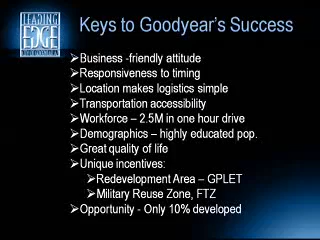 LEADING
EDGE
Keys to Goodyear's Success
➢Business -friendly attitude
➢Responsiveness to timing
➢Location makes logistics simple
➢Transportation accessibility
➢Workforce – 2.5M in one hour drive
➢Demographics – highly educated pop.
➢Great quality of life
➢Unique incentives:
➢Redevelopment Area – GPLET
➢Military Reuse Zone, FTZ
➢Opportunity - Only 10% developed